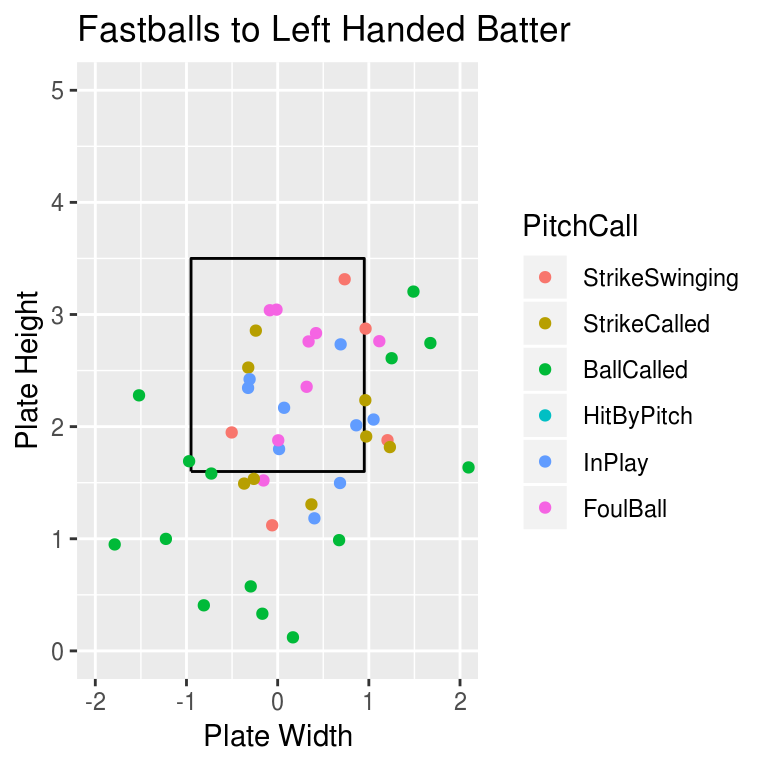 Fastballs to Left Handed Batter
5
4
3
2
1
0
Plate Height
-2 -1 0 1 2
Plate Width
PitchCall
StrikeSwinging
StrikeCalled
BallCalled
HitByPitch
InPlay
FoulBall